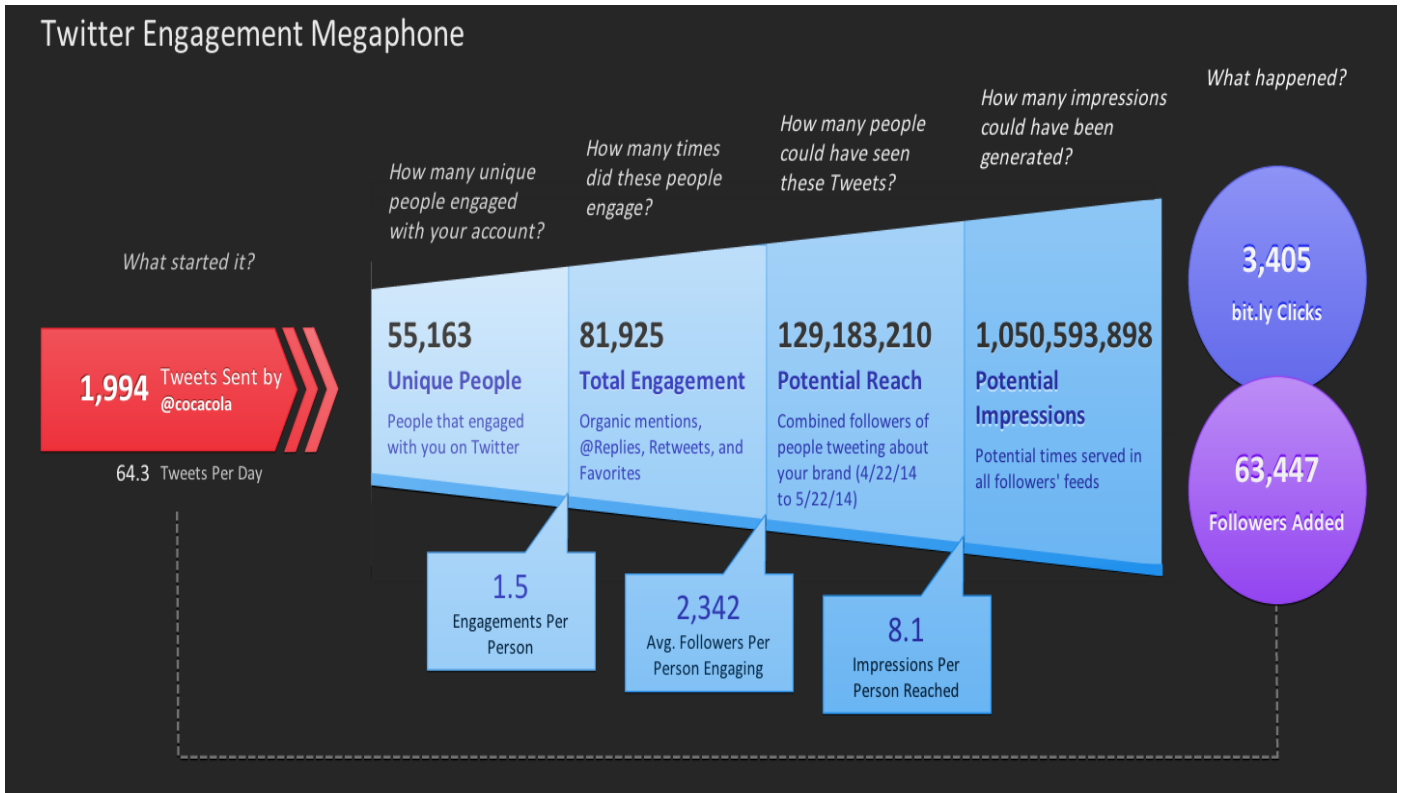 Twitter Engagement Megaphone
What started it?
1,994
Tweets Sent by
@cocacola
64.3 Tweets Per Day
How many unique
people engaged
with your account?
55,163
Unique People
People that engaged
with you on Twitter
1.5
Engagements Per
Person
How many times
did these people
engage?
81,925
Total Engagement
Organic mentions,
@Replies, Retweets, and
Favorites
2,342
Avg. Followers Per
Person Engaging
How many people
could have seen
these Tweets?
129,183,210
Potential Reach
Combined followers of
people tweeting about
your brand (4/22/14
to 5/22/14)
8.1
Impressions Per
Person Reached
How many impressions
could have been
generated?
1,050,593,898
Potential
Impressions
Potential times served in
all followers' feeds
What happened?
3,405
bit.ly Clicks
63,447
Followers Added